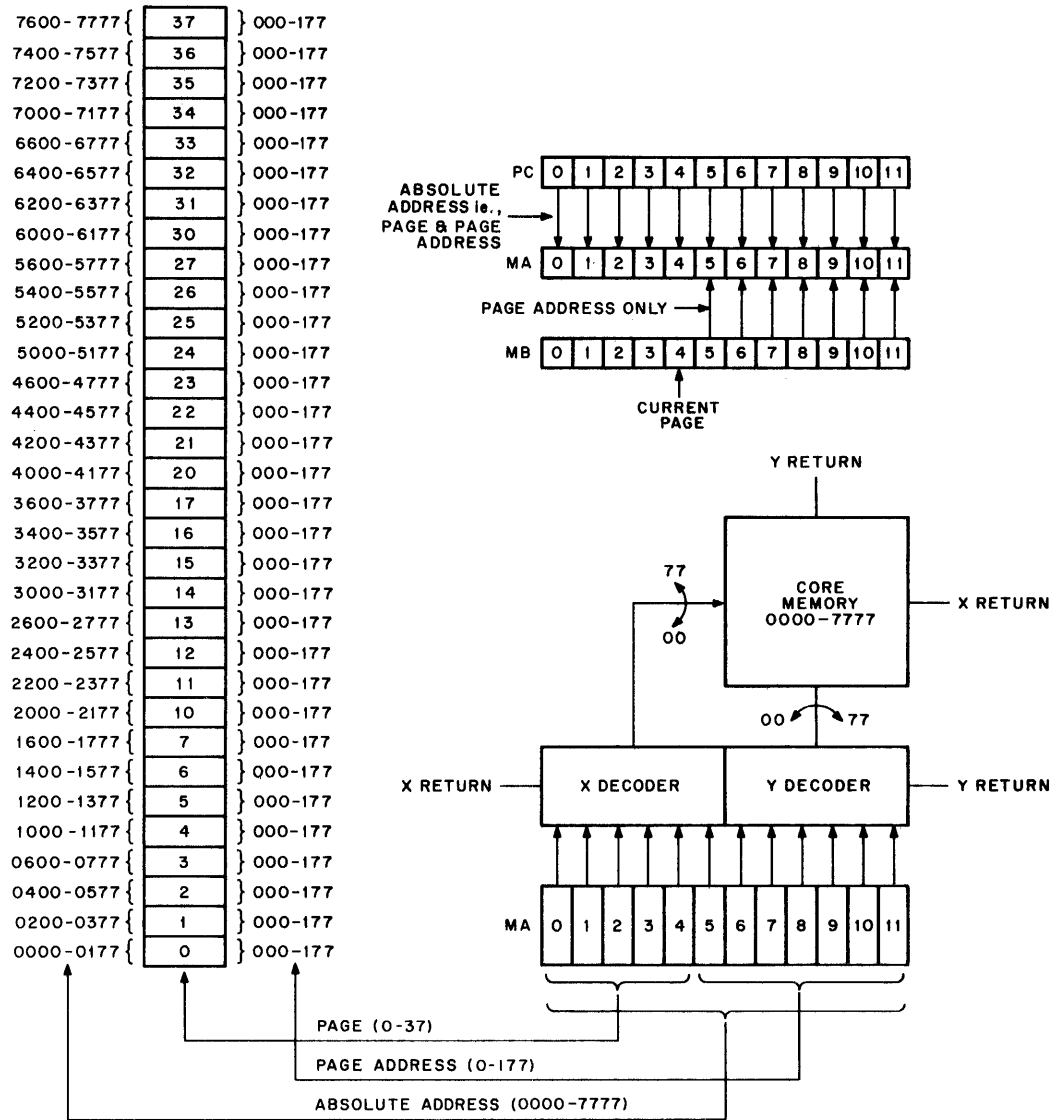 7600-7777{ 37 } 000-177
7400-7577{ 36 } 000-177
7200-7377{ 35 } 000-177
7000-7177{ 34 } 000-177
6600-6777{ 33 } 000-177
6400-6577{ 32 } 000-177
6200-6377{ 31 } 000-177
6000-6177{ 30 } 000-177
5600-5777{ 27 } 000-177
5400-5577{ 26 } 000-177
5200-5377{ 25 } 000-177
5000-5177{ 24 } 000-177
4600-4777{ 23 } 000-177
4400-4577{ 22 } 000-177
4200-4377{ 21 } 000-177
4000-4177{ 20 } 000-177
3600-3777{ 17 } 000-177
3400-3577{ 16 } 000-177
3200-3377{ 15 } 000-177
3000-3177{ 14 } 000-177
2600-2777{ 13 } 000-177
2400-2577{ 12 } 000-177
2200-2377{ 11 } 000-177
2000-2177{ 10 } 000-177
1600-1777{ 7 } 000-177
1400-1577{ 6 } 000-177
1200-1377{ 5 } 000-177
1000-1177{ 4 } 000-177
0600-0777{ 3 } 000-177
0400-0577{ 2 } 000-177
0200-0377{ 1 } 000-177
0000-0177{ 0 } 000-177
PC 0 1 2 3 4 5 6 7 8 9 10 11
ABSOLUTE
ADDRESS ie.,
PAGE & PAGE
ADDRESS
MA 0 1 2 3 4 5 6 7 8 9 10 11
PAGE ADDRESS ONLY
MB 0 1 2 3 4 5 6 7 8 9 10 11
CURRENT
PAGE
Y RETURN
77
00
CORE
MEMORY
0000-7777
X RETURN
00 77
X RETURN
X DECODER
Y DECODER
Y RETURN
MA 0 1 2 3 4 5 6 7 8 9 10 11
PAGE (0-37)
PAGE ADDRESS (0-177)
ABSOLUTE ADDRESS (0000-7777)